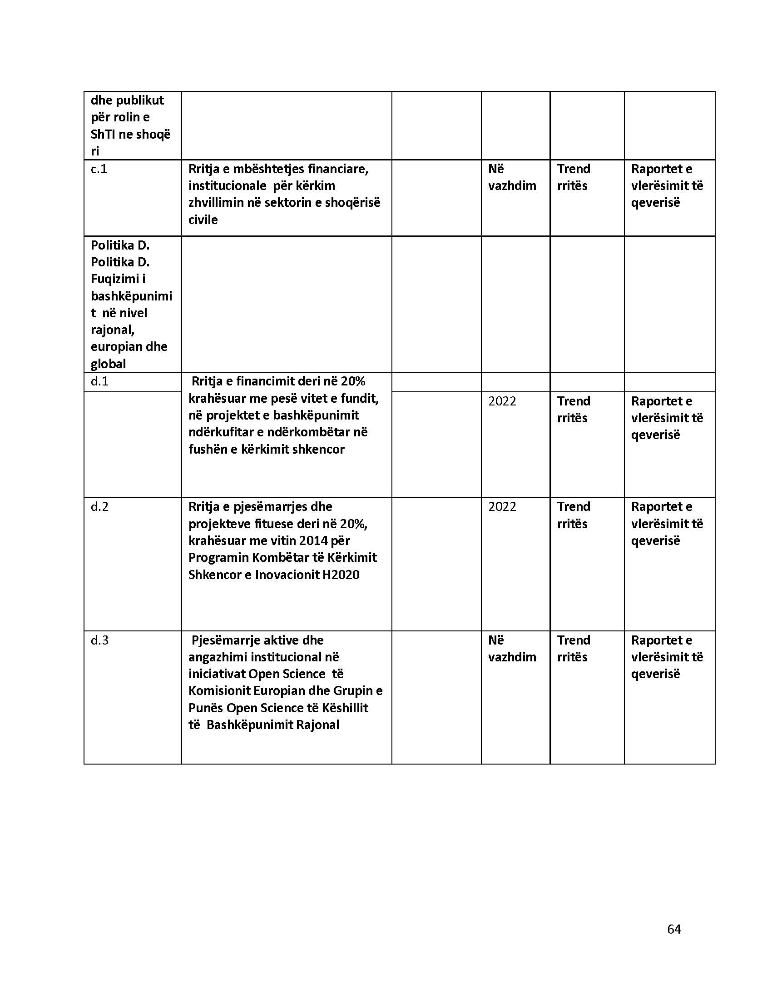 dhe publikut
për rolin e
ShTI ne shoqë
ri
c.1
Rritja e mbështetjes financiare,
institucionale  për kërkim
zhvillimin në sektorin e shoqërisë
civile
Në
vazhdim
Trend
rritës
Raportet e
vlerësimit të
qeverisë
Politika D.
Politika D.
Fuqizimi i
bashkëpunimi
t  në nivel
rajonal,
europian dhe
global
d.1
Rritja e financimit deri në 20%
krahësuar me pesë vitet e fundit,
në projektet e bashkëpunimit
ndërkufitar e ndërkombëtar në
fushën e kërkimit shkencor
2022
Trend
rritës
Raportet e
vlerësimit të
qeverisë
d.2
Rritja e pjesëmarrjes dhe
projekteve fituese deri në 20%,
krahësuar me vitin 2014 për
Programin Kombëtar të Kërkimit
Shkencor e Inovacionit H2020
2022
Trend
rritës
Raportet e
vlerësimit të
qeverisë
d.3
Pjesëmarrje aktive dhe
angazhimi institucional në
iniciativat Open Science  të
Komisionit Europian dhe Grupin e
Punës Open Science të Këshillit
të  Bashkëpunimit Rajonal
Në
vazhdim
Trend
rritës
Raportet e
vlerësimit të
qeverisë
64